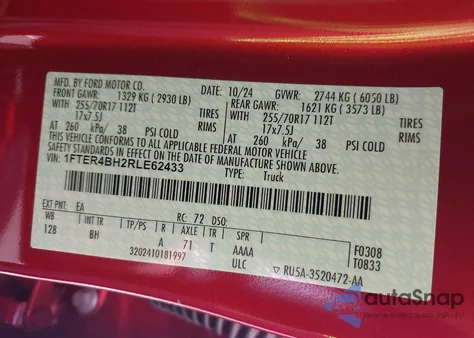 MFD. BY FORD MOTOR CO.
DATE: 10/24 GVWR: 2744 KG ( 6050 LB)
FRONT GAWR: 1329 KG ( 2930 LB) REAR GAWR: 1621 KG ( 3573 LB)
WITH 255/70R17 112T TIRES WITH 255/70R17 112T TIRES
17x7.5J RIMS 17x7.5J RIMS
AT 260 kPa/ 38 PSI COLD AT 260 kPa/ 38 PSI COLD
THIS VEHICLE CONFORMS TO ALL APPLICABLE FEDERAL MOTOR VEHICLE
SAFETY STANDARDS IN EFFECT ON THE DATE OF MANUFACTURE SHOWN ABOVE
VIN: 1FTER4BH2RLE62433
TYPE: Truck
EXT PNT: EA RC: 72 DSO: F0308
WB INT TR TP/PS R AXLE TR SPR T0833
128 BH A 71 T AAAA
3202410181997 ULC ▽ RU5A-3520472-AA
autoSnap